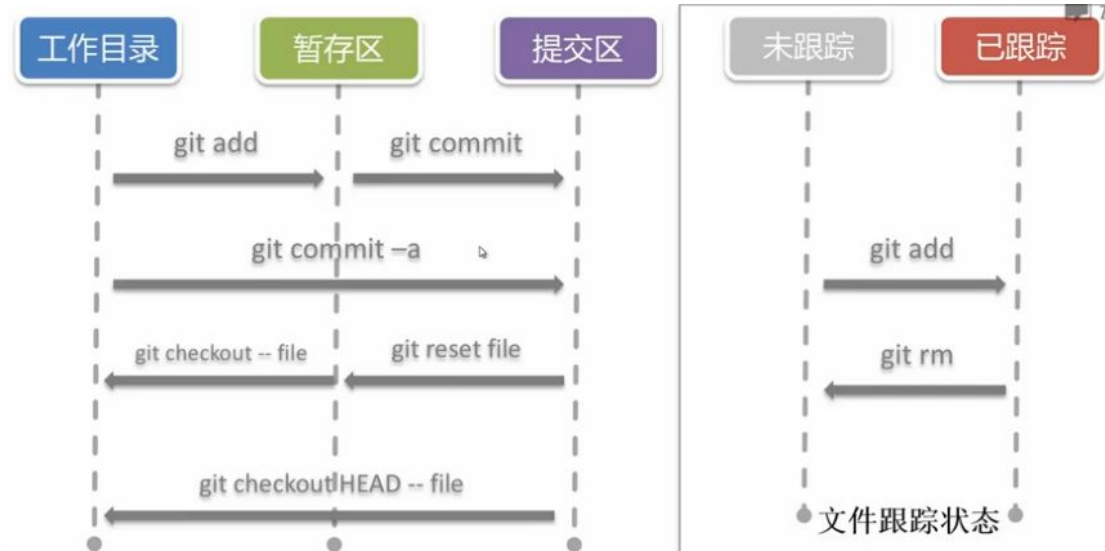 工作目录
暂存区
提交区
git add
git commit
git commit –a
git checkout -- file
git reset file
git checkout HEAD -- file
未跟踪
已跟踪
git add
git rm
文件跟踪状态